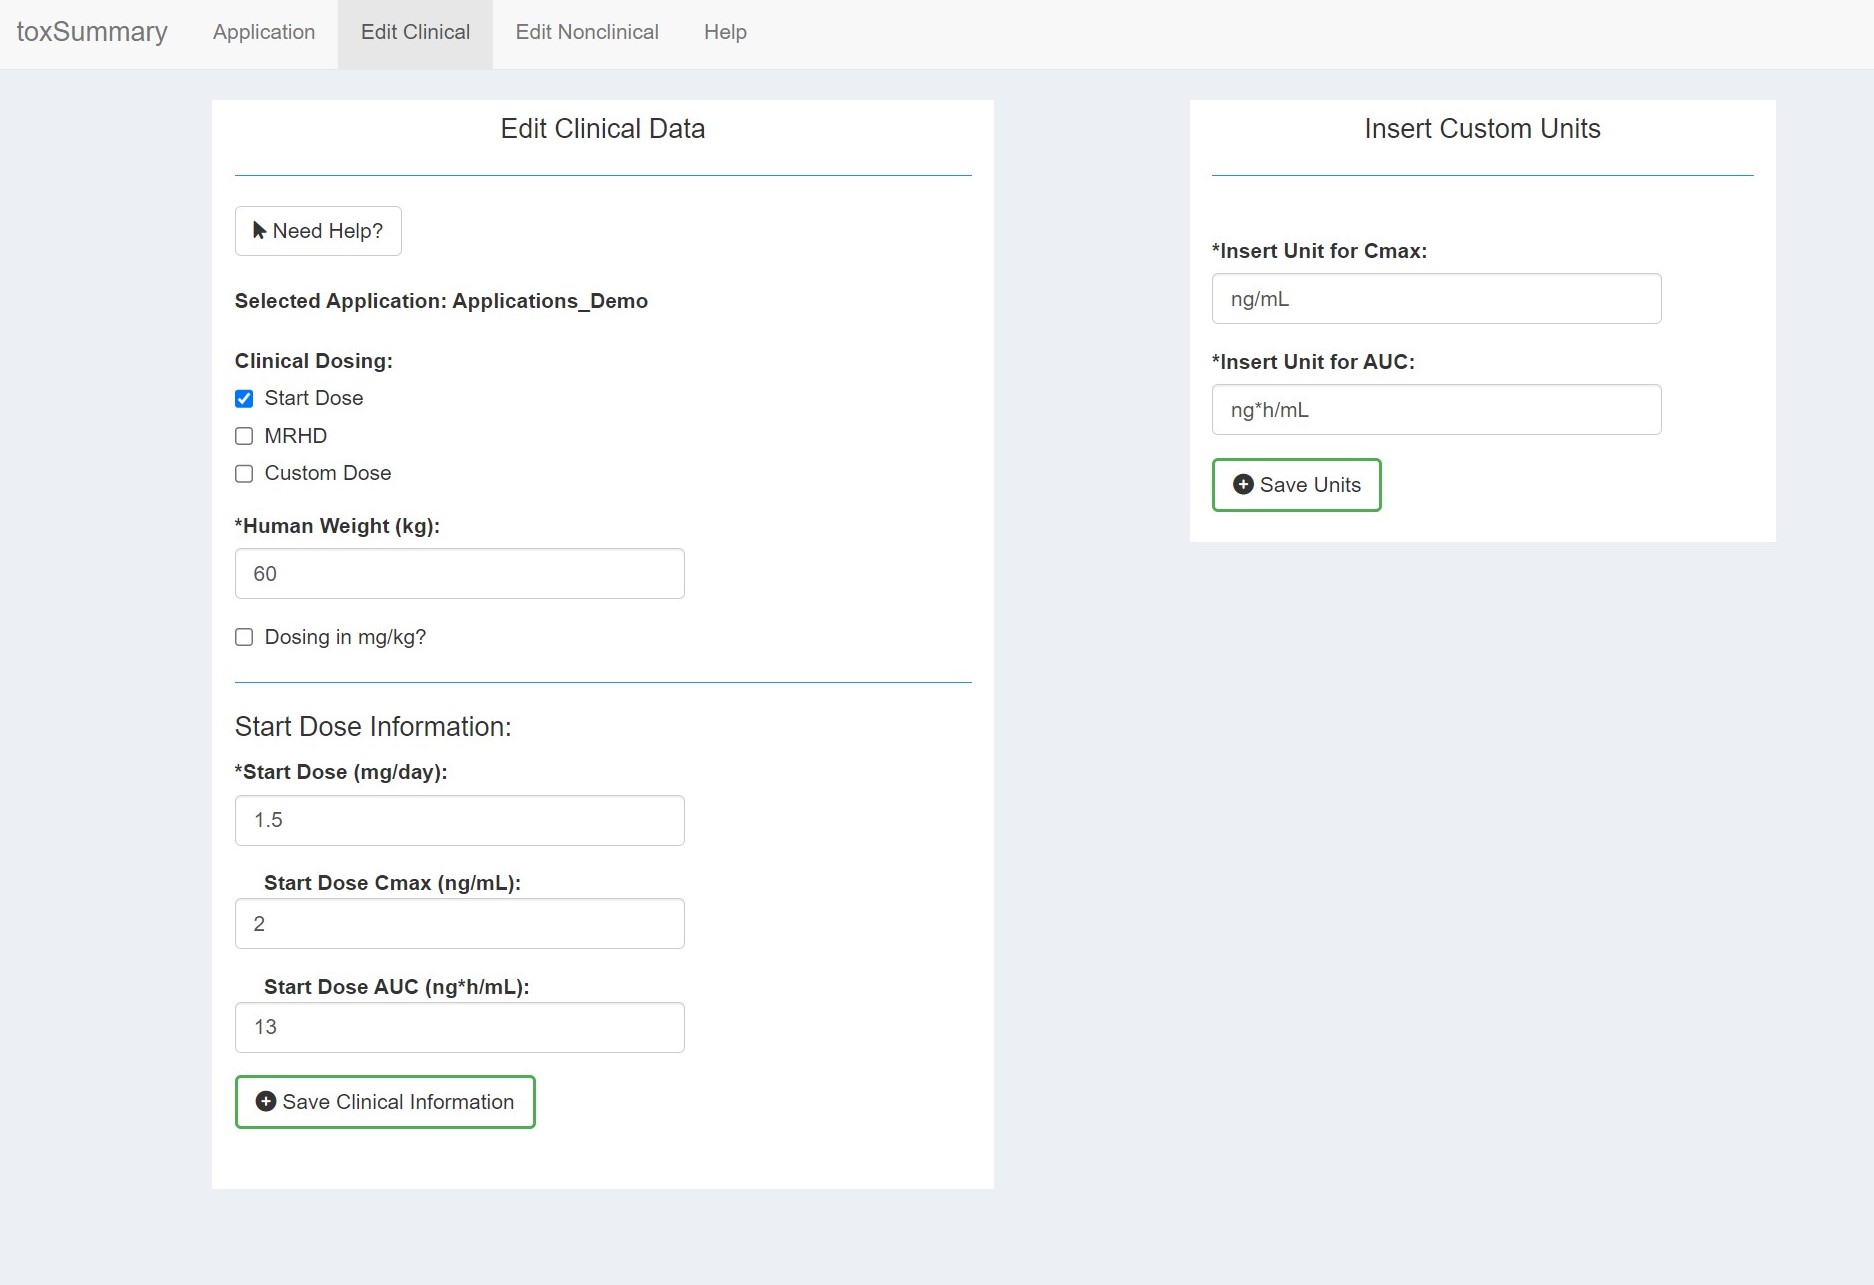 toxSummary
Application
Edit Clinical
Edit Nonclinical
Help
Edit Clinical Data
Need Help?
Selected Application: Applications_Demo
Clinical Dosing:
Start Dose
MRHD
Custom Dose
*Human Weight (kg):
60
Dosing in mg/kg?
Start Dose Information:
*Start Dose (mg/day):
1.5
Start Dose Cmax (ng/mL):
2
Start Dose AUC (ng*h/mL):
13
Save Clinical Information
Insert Custom Units
*Insert Unit for Cmax:
ng/mL
*Insert Unit for AUC:
ng*h/mL
Save Units